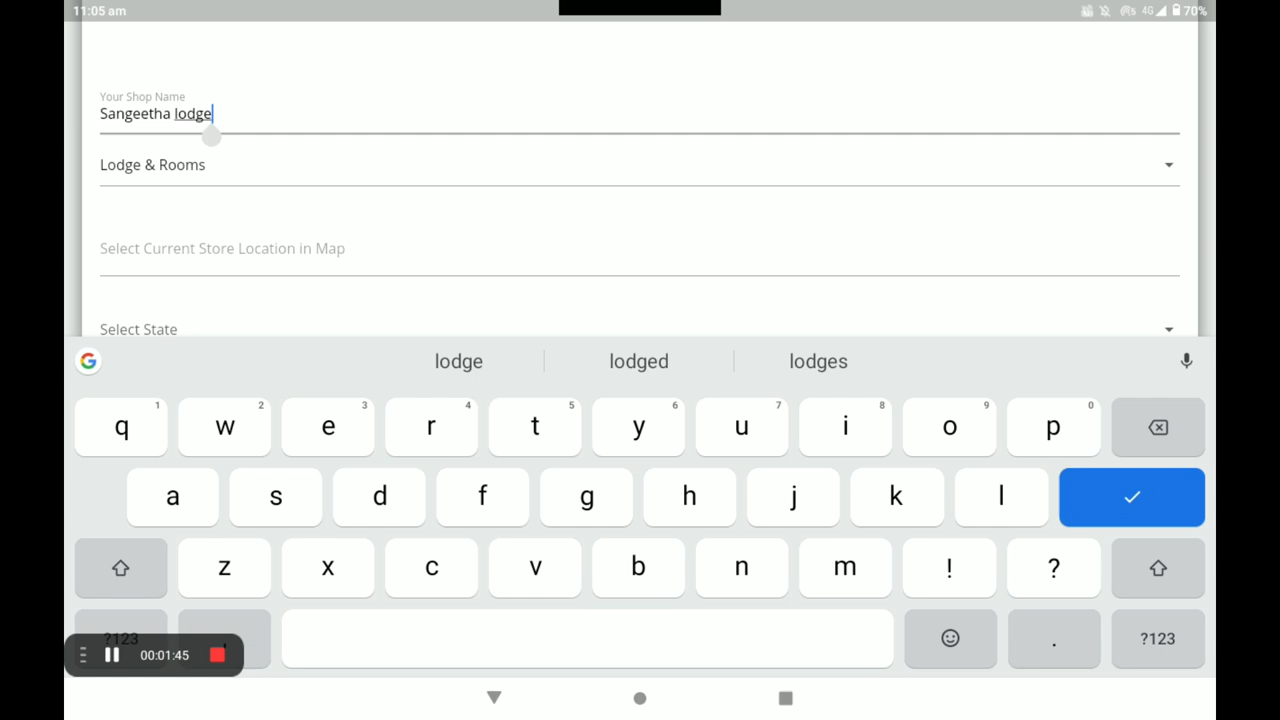 11:05 am 4G 70%
Your Shop Name
Sangeetha lodge
Lodge & Rooms
Select Current Store Location in Map
Select State
G lodge lodged lodges
q 1 w 2 e 3 r 4 t 5 y 6 u 7 i 8 o 9 p 0
a s d f g h j k l
z x c v b n m ! ?
?123 , . ?123
00:01:45